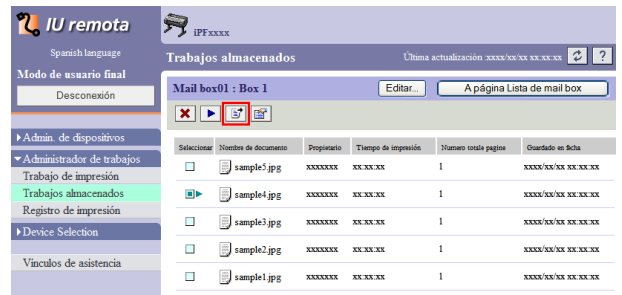 IU remota
Spanish language
Modo de usuario final
Desconexión
Admin. de dispositivos
Administrador de trabajos
Trabajo de impresión
Trabajos almacenados
Registro de impresión
Device Selection
Vínculos de asistencia
iPFxxxx
Trabajos almacenados
Última actualización :xxxx/xx/xx xx:xx:xx
?
Mail box01 : Box 1
Editar...
A página Lista de mail box
Seleccionar Nombre de documento Propietario Tiempo de impresión Numero totale pagine Guardado en fecha
sample5.jpg xxxxxxx xx:xx:xx 1 xxxx/xx/xx xx:xx:xx
sample4.jpg xxxxxxx xx:xx:xx 1 xxxx/xx/xx xx:xx:xx
sample3.jpg xxxxxxx xx:xx:xx 1 xxxx/xx/xx xx:xx:xx
sample2.jpg xxxxxxx xx:xx:xx 1 xxxx/xx/xx xx:xx:xx
sample1.jpg xxxxxxx xx:xx:xx 1 xxxx/xx/xx xx:xx:xx